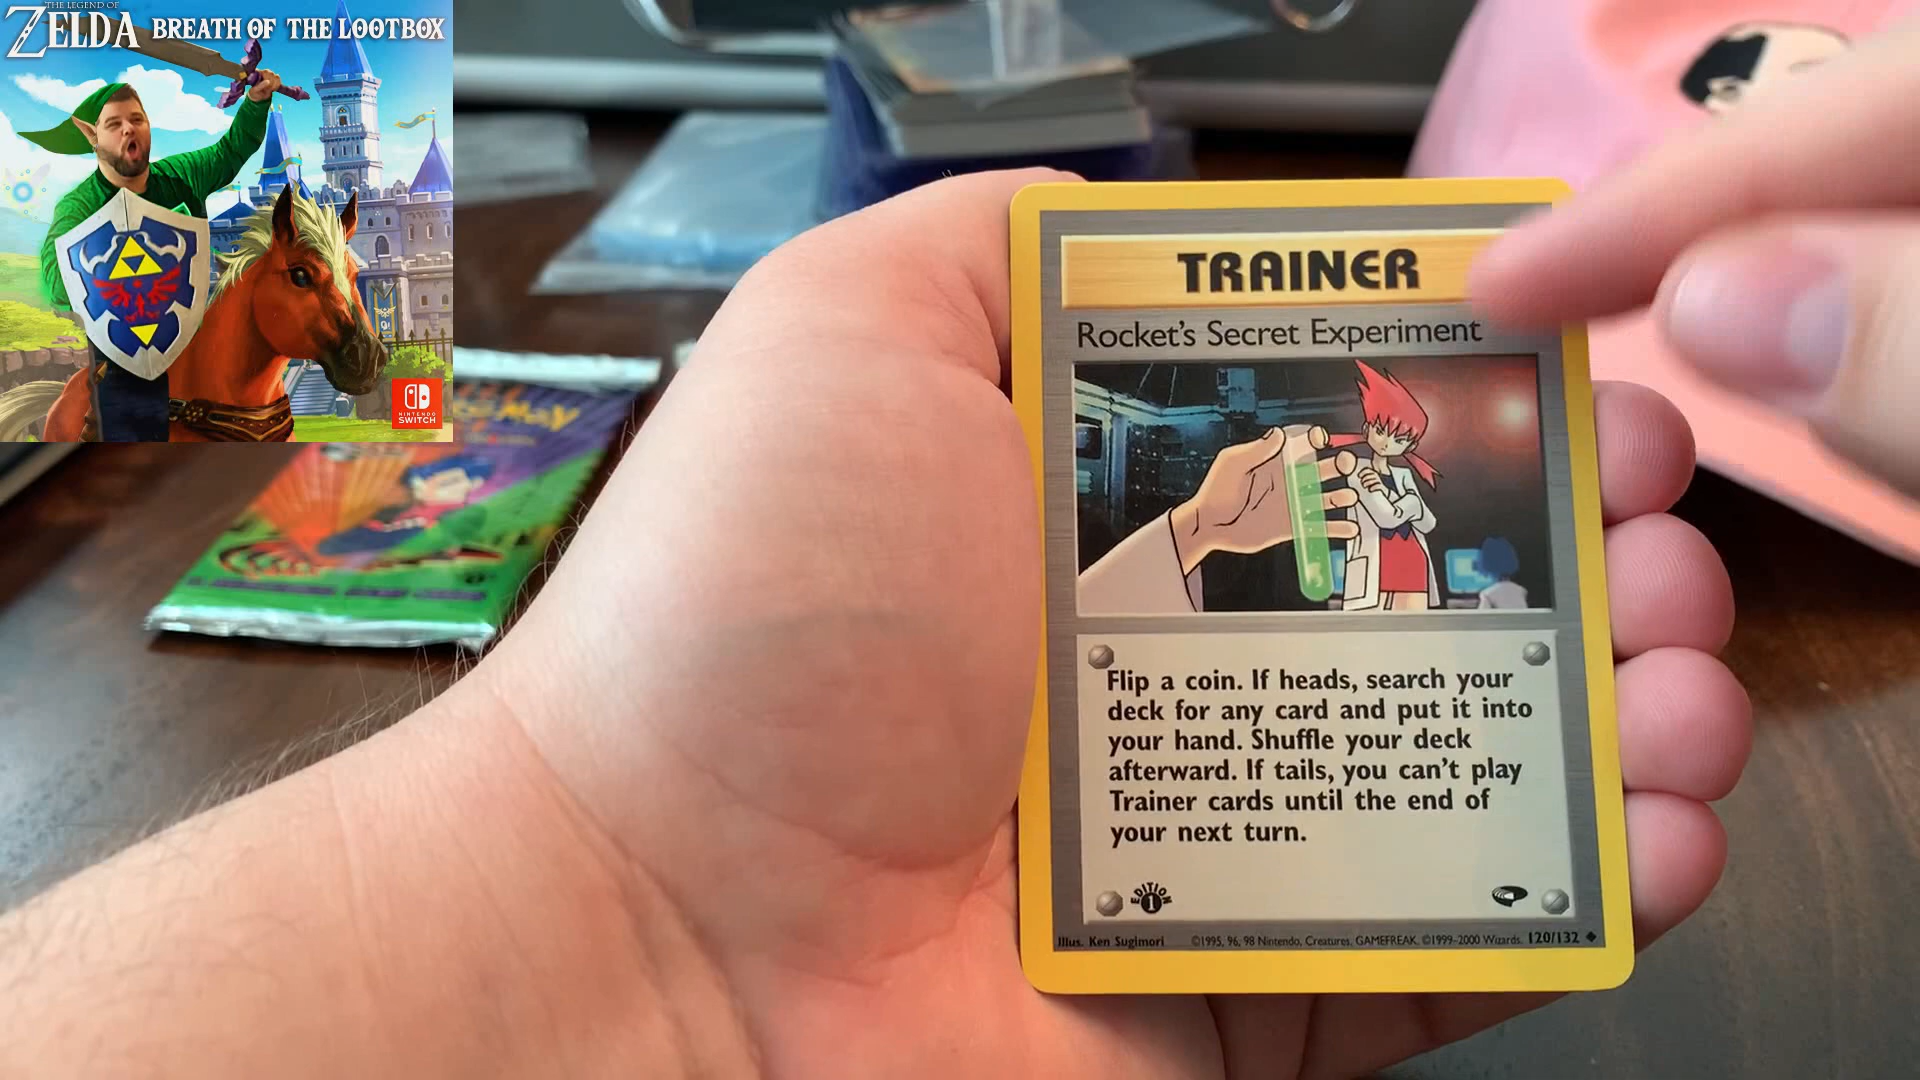 THE LEGEND OF
ZELDA BREATH OF THE LOOTBOX
NINTENDO
SWITCH
TRAINER
Rocket's Secret Experiment
Flip a coin. If heads, search your
deck for any card and put it into
your hand. Shuffle your deck
afterward. If tails, you can't play
Trainer cards until the end of
your next turn.
EDITION
1
Illus. Ken Sugimori ©1995, 96, 98 Nintendo, Creatures, GAMEFREAK. ©1999-2000 Wizards. 120/132